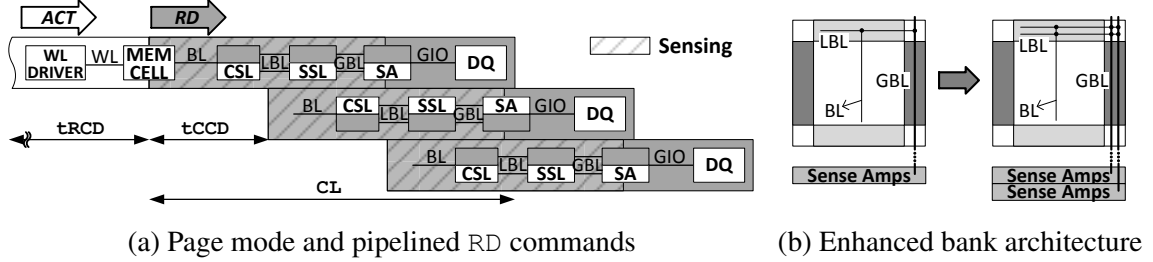 ACT RD
WL DRIVER WL MEM CELL BL CSL LBL SSL GBL SA GIO DQ
Sensing
BL CSL LBL SSL GBL SA GIO DQ
tRCD tCCD
BL CSL LBL SSL GBL SA GIO DQ
CL
(a) Page mode and pipelined RD commands
LBL
GBL
BL
Sense Amps
LBL
GBL
BL
Sense Amps
Sense Amps
(b) Enhanced bank architecture